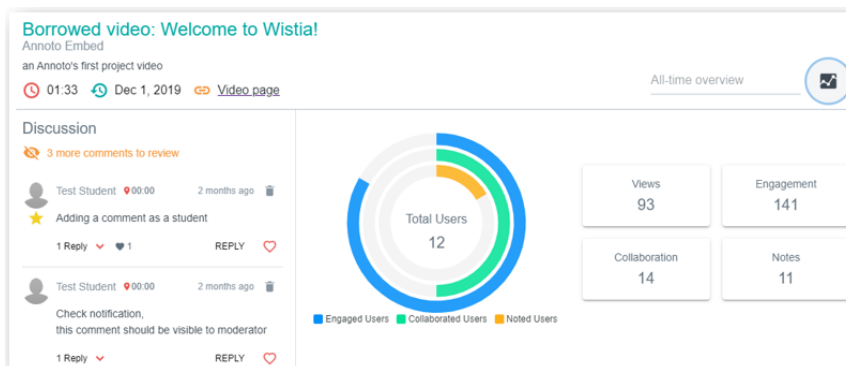 Borrowed video: Welcome to Wistia!
Annoto Embed
an Annoto's first project video
01:33 Dec 1, 2019 Video page
All-time overview
Discussion
3 more comments to review
Test Student 00:00 2 months ago
Adding a comment as a student
1 Reply 1 REPLY
Test Student 00:00 2 months ago
Check notification,
this comment should be visible to moderator
1 Reply REPLY
Total Users
12
Engaged Users Collaborated Users Noted Users
Views
93
Engagement
141
Collaboration
14
Notes
11